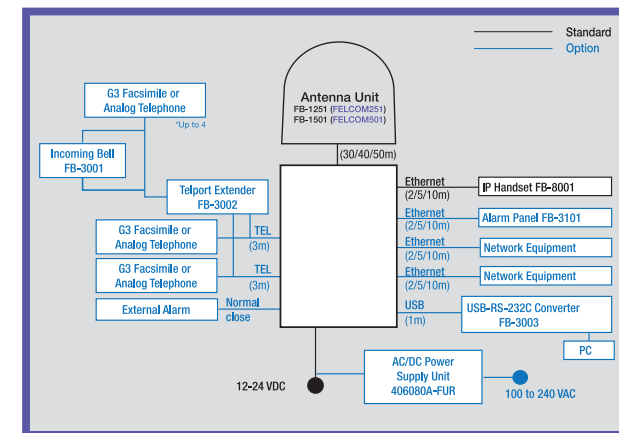 Standard
Option
Antenna Unit
FB-1251 (FELCOM251)
FB-1501 (FELCOM501)
(30/40/50m)
G3 Facsimile or
Analog Telephone
*Up to 4
Incoming Bell
FB-3001
Telport Extender
FB-3002
G3 Facsimile or
Analog Telephone
TEL
(3m)
G3 Facsimile or
Analog Telephone
TEL
(3m)
External Alarm
Normal
close
Ethernet
(2/5/10m)
IP Handset FB-8001
Ethernet
(2/5/10m)
Alarm Panel FB-3101
Ethernet
(2/5/10m)
Network Equipment
Ethernet
(2/5/10m)
Network Equipment
USB
(1m)
USB-RS-232C Converter
FB-3003
PC
12-24 VDC
AC/DC Power
Supply Unit
406080A-FUR
100 to 240 VAC